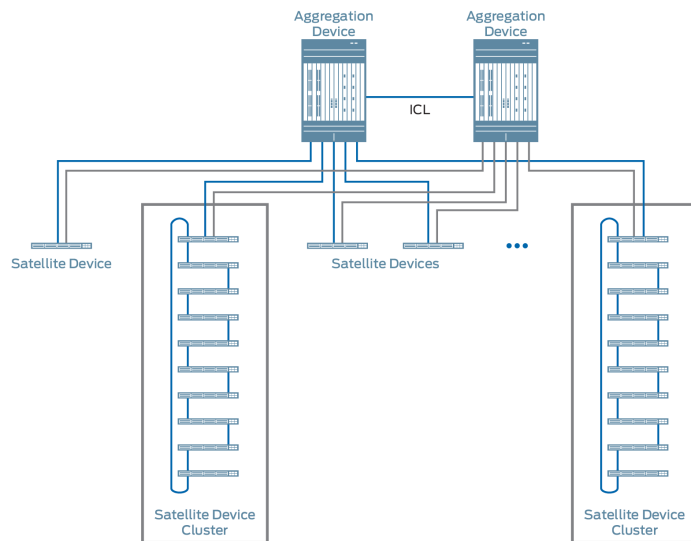 Aggregation
Device
Aggregation
Device
ICL
Satellite Device
Satellite Devices
Satellite Device
Cluster
Satellite Device
Cluster